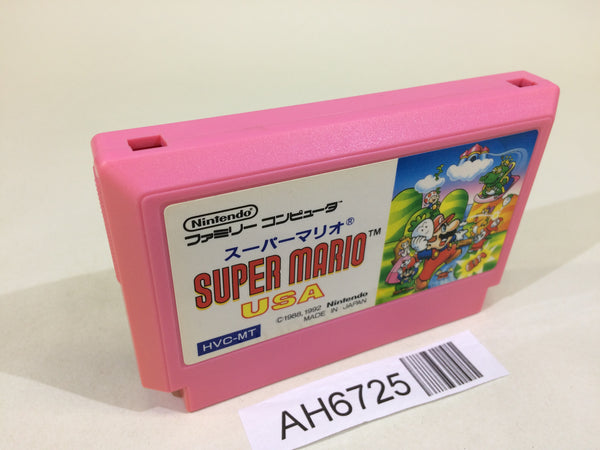 Nintendo
ファミリー コンピュータ
スーパーマリオ®
SUPER MARIO™
USA
©1988,1992 Nintendo
MADE IN JAPAN
HVC-MT
AH6725